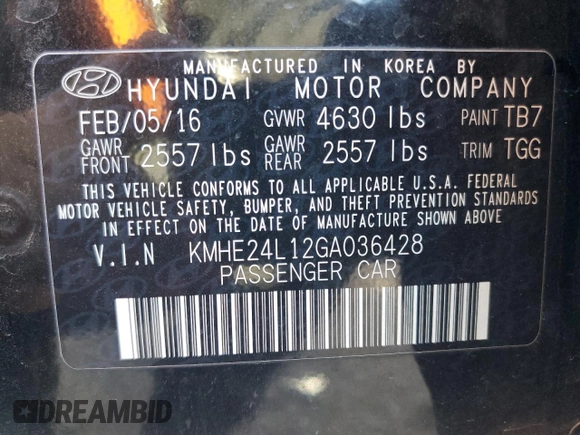 MANUFACTURED IN KOREA BY
HYUNDAI MOTOR COMPANY
FEB/05/16 GVWR 4630 lbs PAINT TB7
GAWR FRONT 2557 lbs GAWR REAR 2557 lbs TRIM TGG
THIS VEHICLE CONFORMS TO ALL APPLICABLE U.S.A. FEDERAL
MOTOR VEHICLE SAFETY, BUMPER, AND THEFT PREVENTION STANDARDS
IN EFFECT ON THE DATE OF MANUFACTURE SHOWN ABOVE
V.I.N KMHE24L12GA036428
PASSENGER CAR
DREAMBID